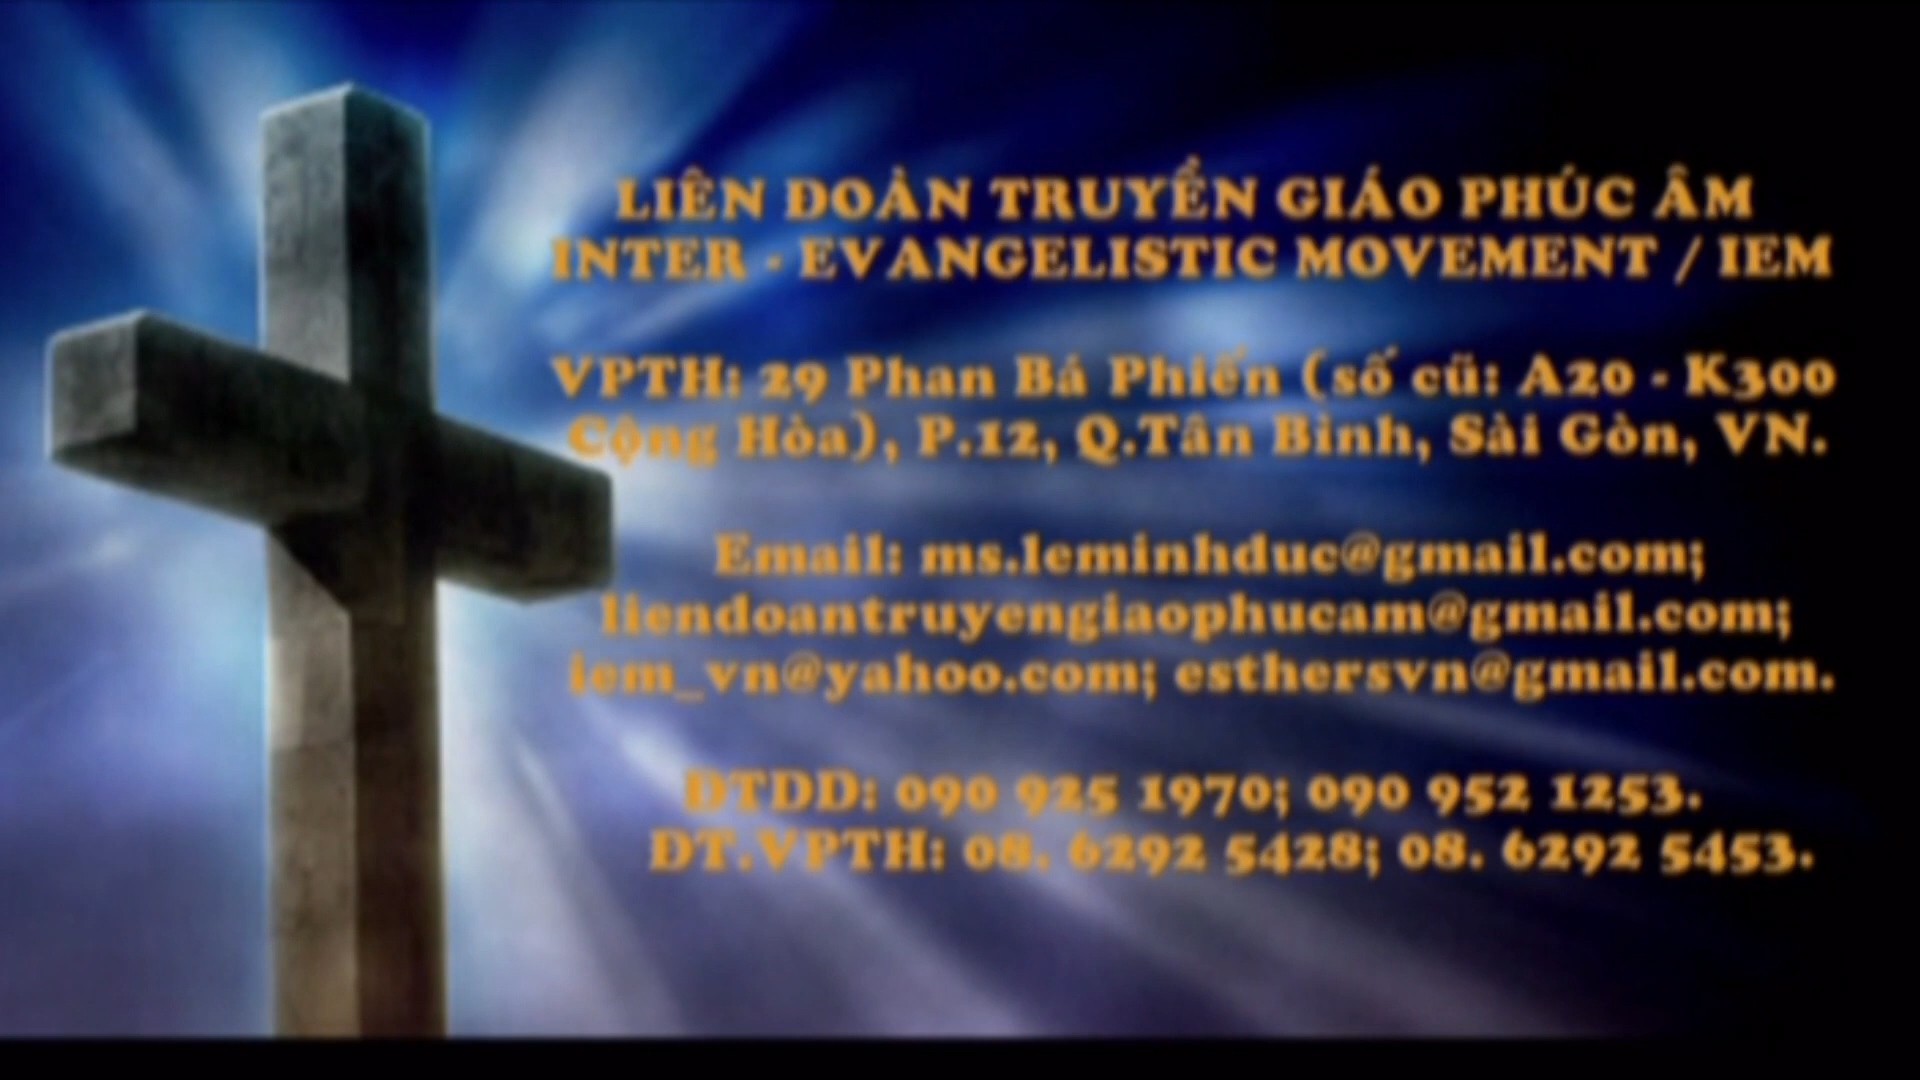 LIÊN ĐOÀN TRUYỀN GIÁO PHÚC ÂM
INTER - EVANGELISTIC MOVEMENT / IEM
VPTH: 29 Phan Bá Phiến (số cũ: A20 - K300
Cộng Hòa), P.12, Q.Tân Bình, Sài Gòn, VN.
Email: ms.leminhduc@gmail.com;
liendoantruyengiaophucam@gmail.com;
iem_vn@yahoo.com; esthersvn@gmail.com.
ĐTDD: 090 925 1970; 090 952 1253.
ĐT.VPTH: 08. 6292 5428; 08. 6292 5453.